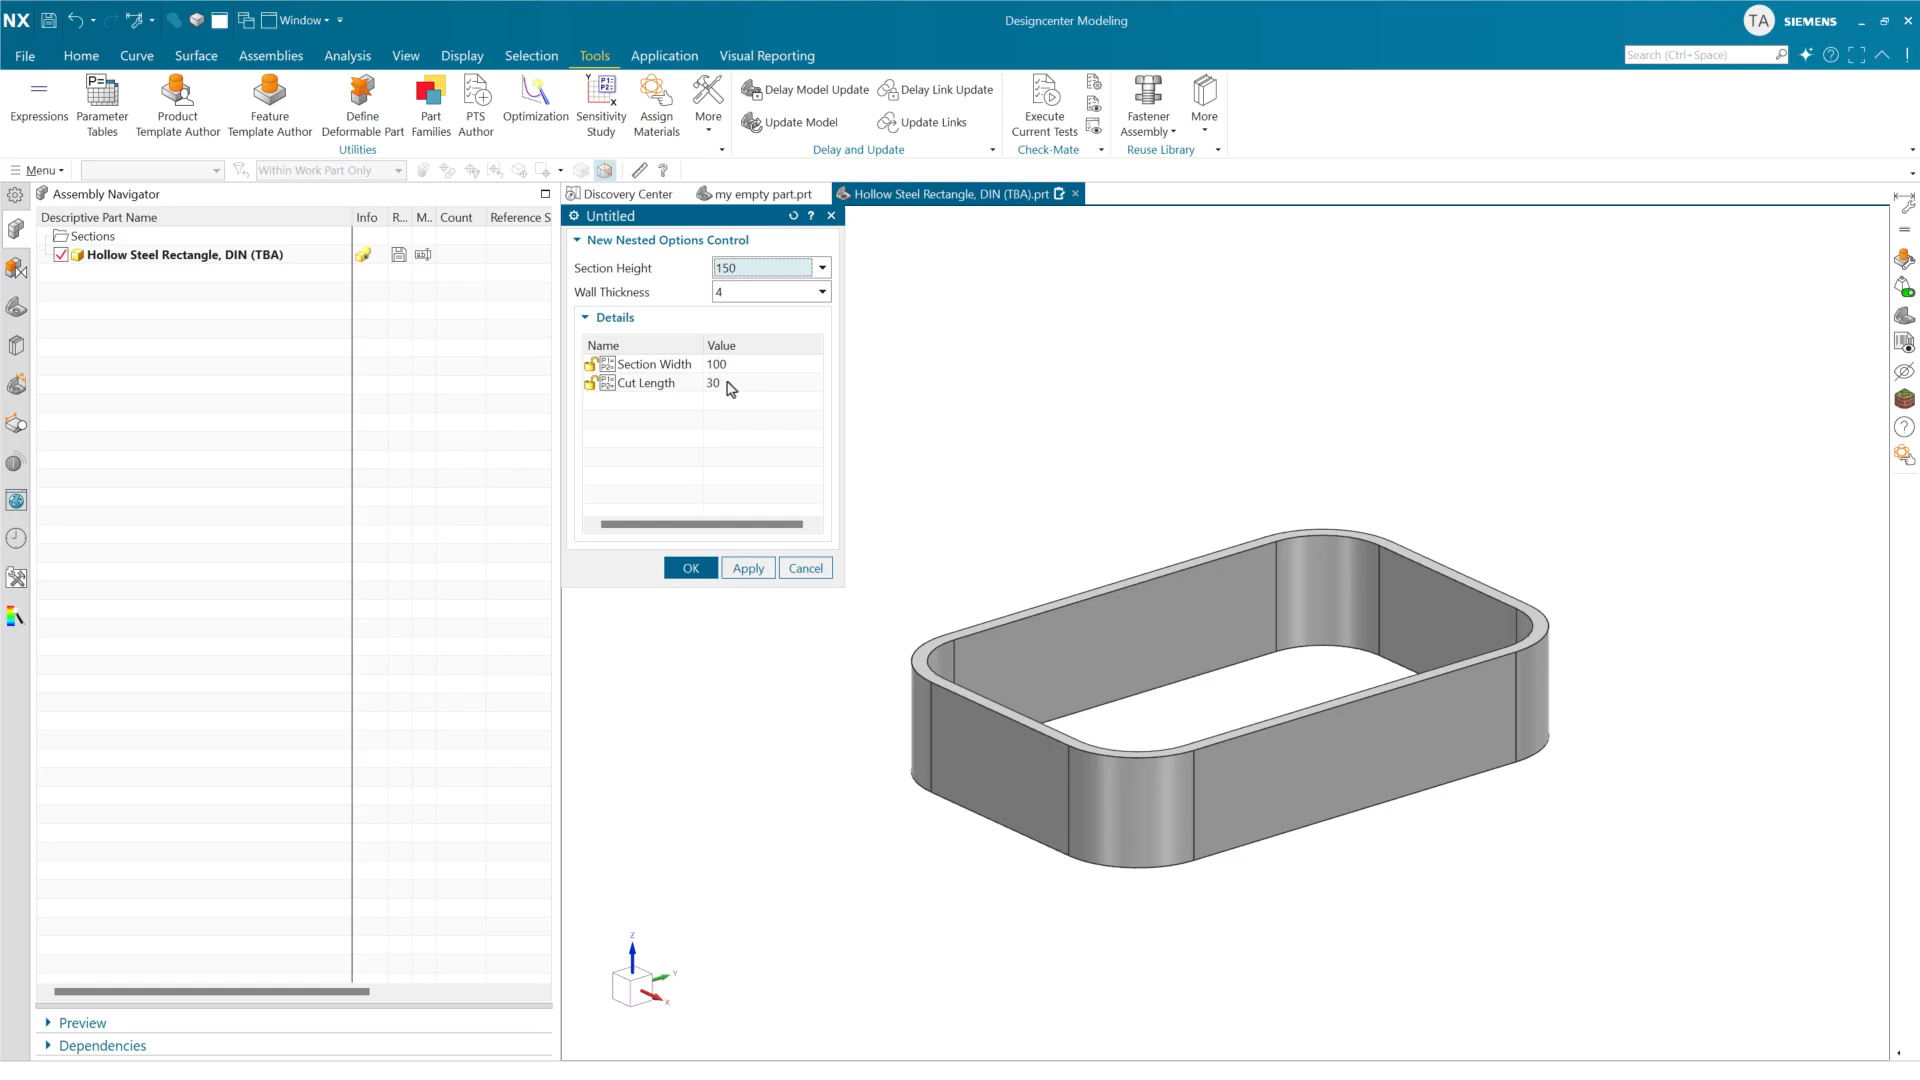 NX
Window
Designcenter Modeling
TA
SIEMENS
File
Home
Curve
Surface
Assemblies
Analysis
View
Display
Selection
Tools
Application
Visual Reporting
Search (Ctrl+Space)
Expressions
Parameter
Tables
Product
Template Author
Feature
Template Author
Define
Deformable Part
Part
Families
PTS
Author
Optimization
Sensitivity
Study
Assign
Materials
More
Utilities
Delay Model Update
Delay Link Update
Update Model
Update Links
Delay and Update
Execute
Current Tests
Check-Mate
Fastener
Assembly
More
Reuse Library
Menu
Within Work Part Only
Assembly Navigator
Discovery Center
my empty part.prt
Hollow Steel Rectangle, DIN (TBA).prt
Descriptive Part Name
Info
R...
M..
Count
Reference S
Sections
Hollow Steel Rectangle, DIN (TBA)
Untitled
New Nested Options Control
Section Height
150
Wall Thickness
4
Details
Name
Value
Section Width
100
Cut Length
30
OK
Apply
Cancel
Z
Y
X
Preview
Dependencies